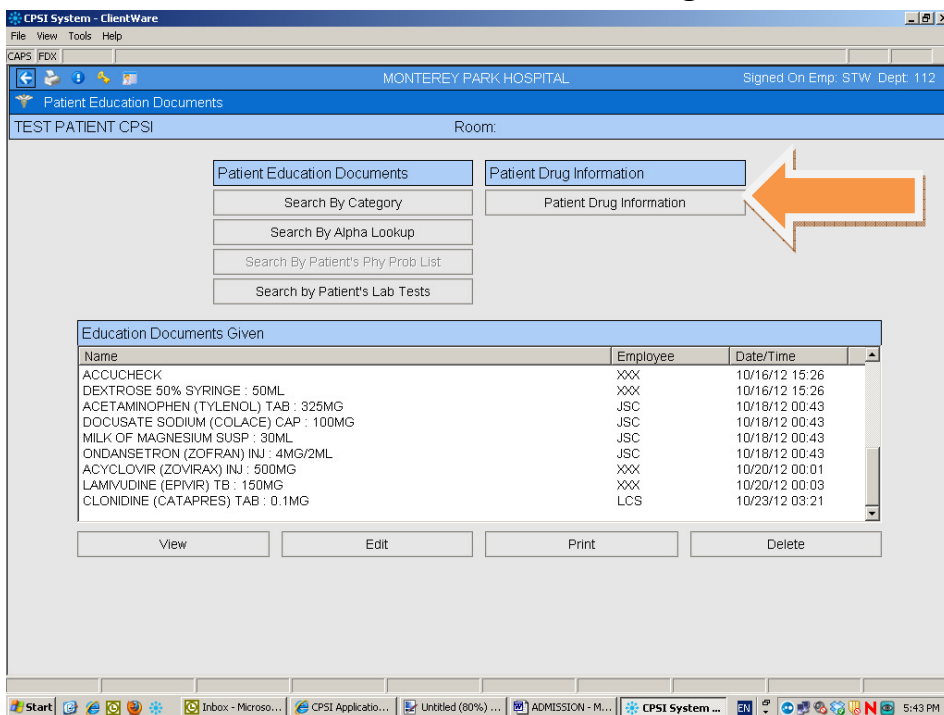 CPSI System - ClientWare
File View Tools Help
CAPS FDX
MONTEREY PARK HOSPITAL Signed On Emp: STW Dept: 112
Patient Education Documents
TEST PATIENT CPSI Room:
Patient Education Documents Patient Drug Information
Search By Category Patient Drug Information
Search By Alpha Lookup
Search By Patient's Phy Prob List
Search by Patient's Lab Tests
Education Documents Given
Name Employee Date/Time
ACCUCHECK XXX 10/16/12 15:26
DEXTROSE 50% SYRINGE : 50ML XXX 10/16/12 15:26
ACETAMINOPHEN (TYLENOL) TAB : 325MG JSC 10/18/12 00:43
DOCUSATE SODIUM (COLACE) CAP : 100MG JSC 10/18/12 00:43
MILK OF MAGNESIUM SUSP : 30ML JSC 10/18/12 00:43
ONDANSETRON (ZOFRAN) INJ : 4MG/2ML JSC 10/18/12 00:43
ACYCLOVIR (ZOVIRAX) INJ : 500MG XXX 10/20/12 00:01
LAMIVUDINE (EPIVIR) TB : 150MG XXX 10/20/12 00:03
CLONIDINE (CATAPRES) TAB : 0.1MG LCS 10/23/12 03:21
View Edit Print Delete
Start Inbox - Microso... CPSI Applicatio... Untitled (80%) ... ADMISSION - M... CPSI System ... EN 5:43 PM